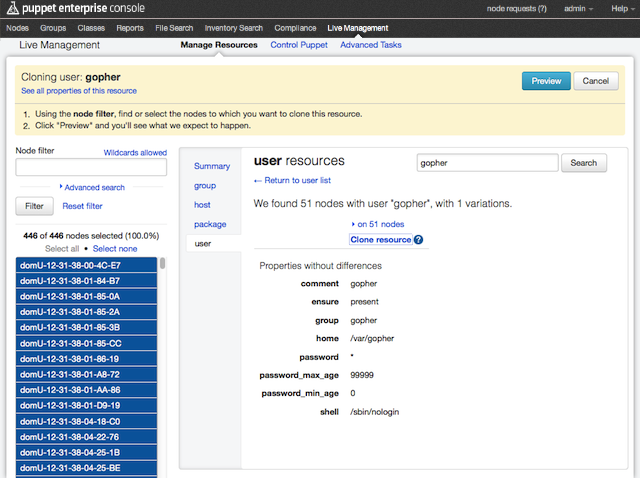 puppet enterprise console
node requests (7) admin Help
Nodes Groups Classes Reports File Search Inventory Search Compliance Live Management
Live Management Manage Resources Control Puppet Advanced Tasks
Cloning user: gopher
See all properties of this resource
Preview Cancel
1. Using the node filter, find or select the nodes to which you want to clone this resource.
2. Click "Preview" and you'll see what we expect to happen.
Node filter Wildcards allowed
Advanced search
Filter Reset filter
446 of 446 nodes selected (100.0%)
Select all • Select none
domU-12-31-38-00-4C-E7
domU-12-31-38-01-84-B7
domU-12-31-38-01-85-0A
domU-12-31-38-01-85-2A
domU-12-31-38-01-85-3B
domU-12-31-38-01-85-CC
domU-12-31-38-01-86-19
domU-12-31-38-01-A8-72
domU-12-31-38-01-AA-86
domU-12-31-38-01-D9-19
domU-12-31-38-04-18-C0
domU-12-31-38-04-22-76
domU-12-31-38-04-25-1B
domU-12-31-38-04-25-BE
Summary
group
host
package
user
user resources
gopher Search
← Return to user list
We found 51 nodes with user "gopher", with 1 variations.
on 51 nodes
Clone resource ?
Properties without differences
comment gopher
ensure present
group gopher
home /var/gopher
password *
password_max_age 99999
password_min_age 0
shell /sbin/nologin